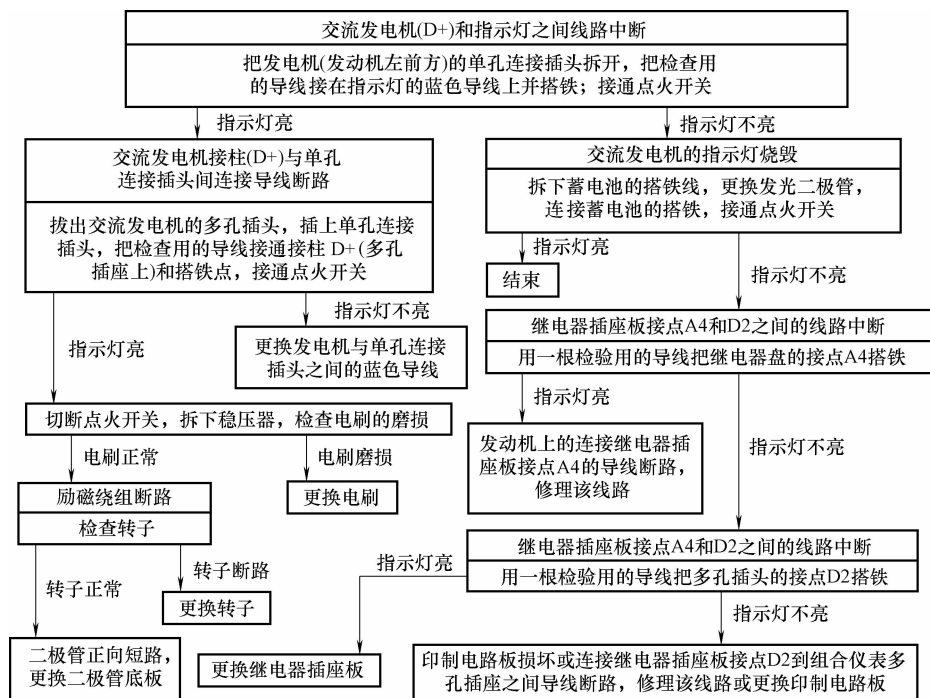 交流发电机(D+)和指示灯之间线路中断
把发电机(发动机左前方)的单孔连接插头拆开，把检查用
的导线接在指示灯的蓝色导线上并搭铁；接通点火开关
指示灯亮
指示灯不亮
交流发电机接柱(D+)与单孔
连接插头间连接导线断路
拔出交流发电机的多孔插头，插上单孔连接
插头，把检查用的导线接通接柱 D+(多孔
插座上)和搭铁点，接通点火开关
交流发电机的指示灯烧毁
拆下蓄电池的搭铁线，更换发光二极管，
连接蓄电池的搭铁，接通点火开关
指示灯亮
结束
指示灯不亮
指示灯亮
指示灯不亮
更换发电机与单孔连接
插头之间的蓝色导线
继电器插座板接点A4和D2之间的线路中断
用一根检验用的导线把继电器盘的接点A4搭铁
指示灯亮
指示灯不亮
切断点火开关，拆下稳压器，检查电刷的磨损
发动机上的连接继电器插
座板接点A4的导线断路，
修理该线路
电刷正常
电刷磨损
励磁绕组断路
检查转子
更换电刷
继电器插座板接点A4和D2之间的线路中断
用一根检验用的导线把多孔插头的接点D2搭铁
指示灯亮
指示灯不亮
转子正常
转子断路
更换转子
二极管正向短路，
更换二极管底板
更换继电器插座板
印制电路板损坏或连接继电器插座板接点D2到组合仪表多
孔插座之间导线断路，修理该线路或更换印制电路板